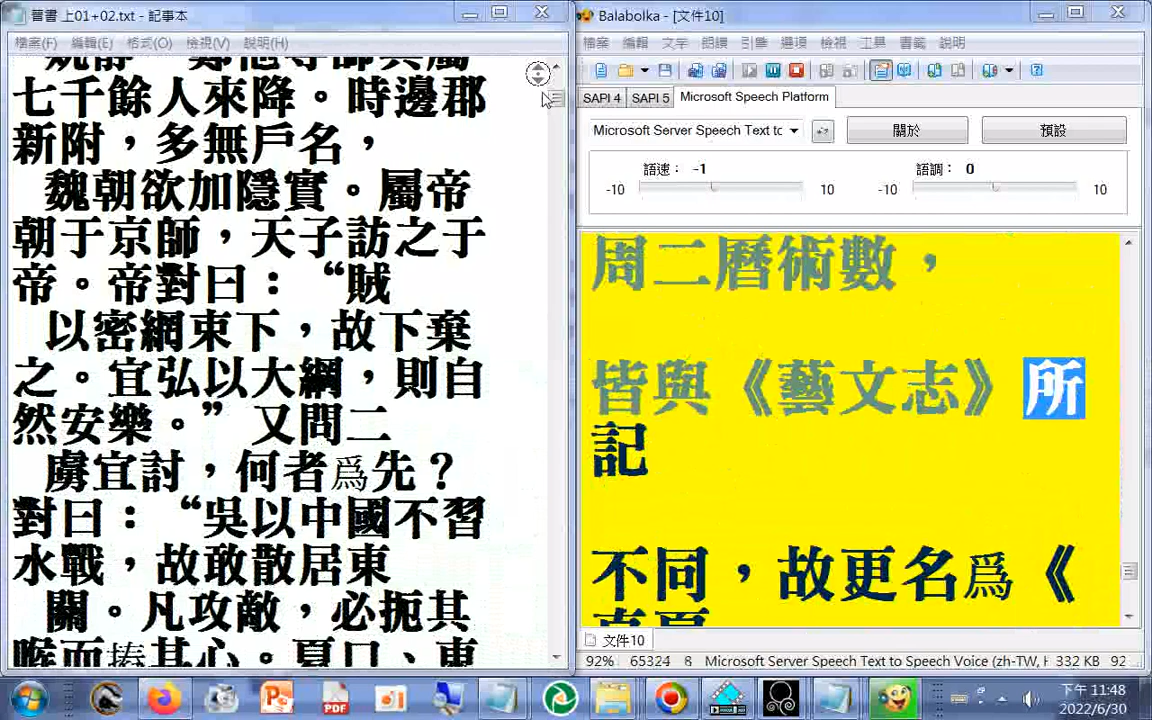 晉書 上01+02.txt - 記事本
檔案(F) 編輯(E) 格式(O) 檢視(V) 說明(H)
七千餘人來降。時邊郡
新附，多無戶名，
魏朝欲加隱實。屬帝
朝于京師，天子訪之于
帝。帝對曰：“賊
以密網束下，故下棄
之。宜弘以大綱，則自
然安樂。”又問二
虜宜討，何者爲先？
對曰：“吳以中國不習
水戰，故敢散居東
關。凡攻敵，必扼其
喉而摏其心。夏口、東
Balabolka - [文件10]
檔案 編輯 文字 朗讀 引擎 選項 檢視 工具 書籤 說明
SAPI 4 SAPI 5 Microsoft Speech Platform
Microsoft Server Speech Text to
關於 預設
語速： -1 語調： 0
-10 10 -10 10
周二曆術數，
皆與《藝文志》所
記
不同，故更名爲《
文件10
92% 65324 8 Microsoft Server Speech Text to Speech Voice (zh-TW, H 332 KB 92
下午 11:48
2022/6/30